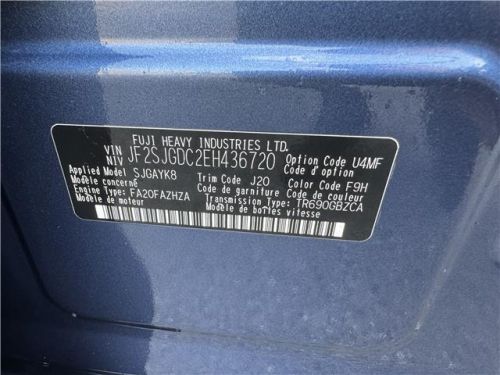 FUJI HEAVY INDUSTRIES LTD.
VIN
NIV JF2SJGDC2EH436720 Option Code U4MF
Applied Model SJGAYK8 Trim Code J20 Color Code F9H
Modèle concerné Code de garniture Code de couleur
Engine Type: FA20FAZHZA Transmission Type: TR690GBZCA
Modèle de moteur Modèle de boîtes vitesse